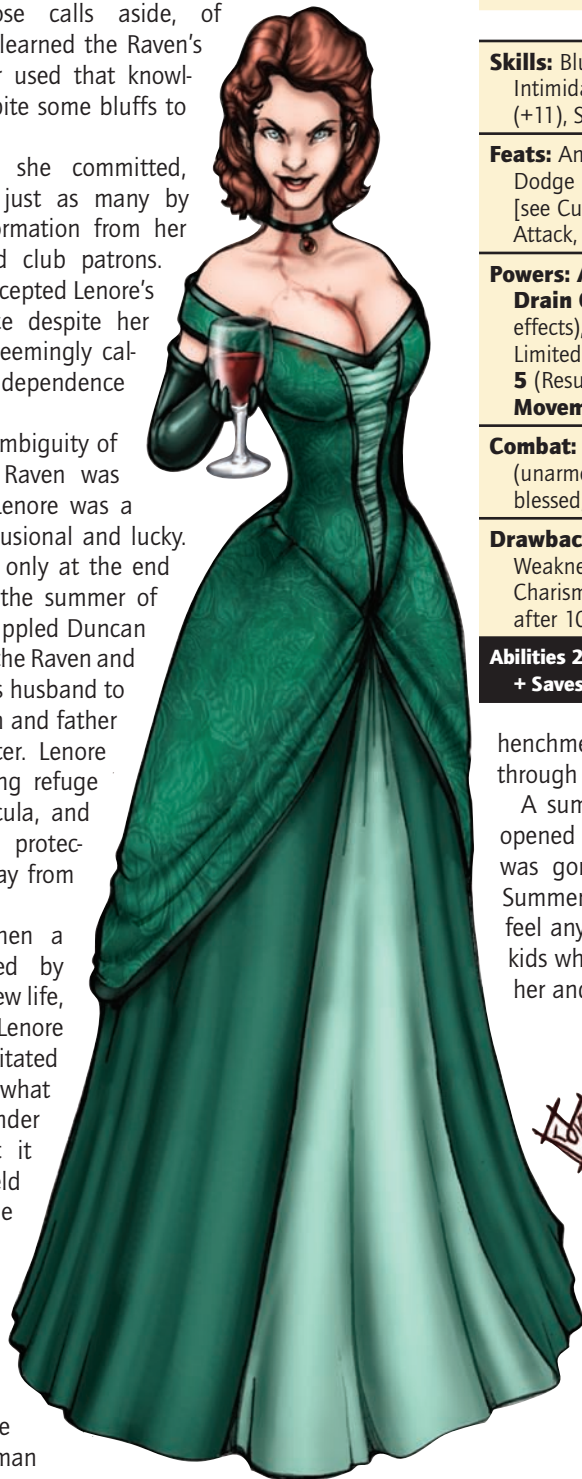 ose calls aside, of
learned the Raven's
r used that knowl-
pite some bluffs to
she committed,
just as many by
ormation from her
d club patrons.
ccepted Lenore's
e despite her
eemingly cal-
dependence
mbiguity of
Raven was
Lenore was a
usional and lucky.
only at the end
the summer of
ppled Duncan
the Raven and
s husband to
n and father
ter. Lenore
ng refuge
cula, and
protec-
ay from
hen a
ed by
ew life,
Lenore
itated
what
nder
t it
eld
e
e
man
Skills: Blu
Intimida
(+11), S
Feats: An
Dodge
[see Cu
Attack,
Powers: A
Drain C
effects),
Limited
5 (Resu
Movem
Combat:
(unarme
blessed
Drawbac
Weakne
Charism
after 10
Abilities 2
+ Saves
henchme
through
A sum
opened
was gon
Summer
feel any
kids wh
her and